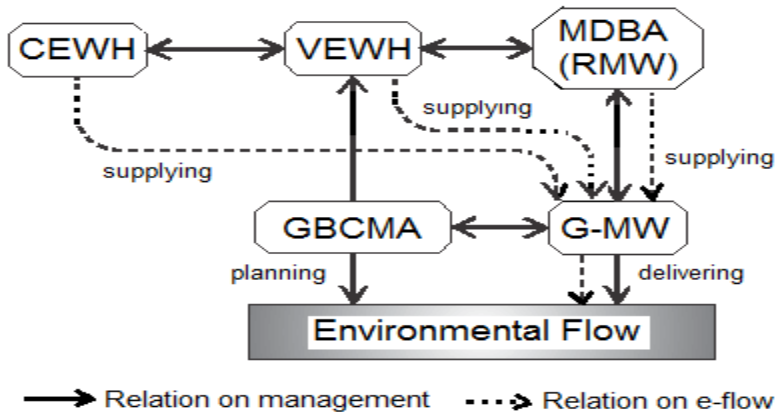 CEWH
VEWH
MDBA
(RMW)
supplying
supplying
supplying
GBCMA
G-MW
planning
delivering
Environmental Flow
Relation on management
Relation on e-flow